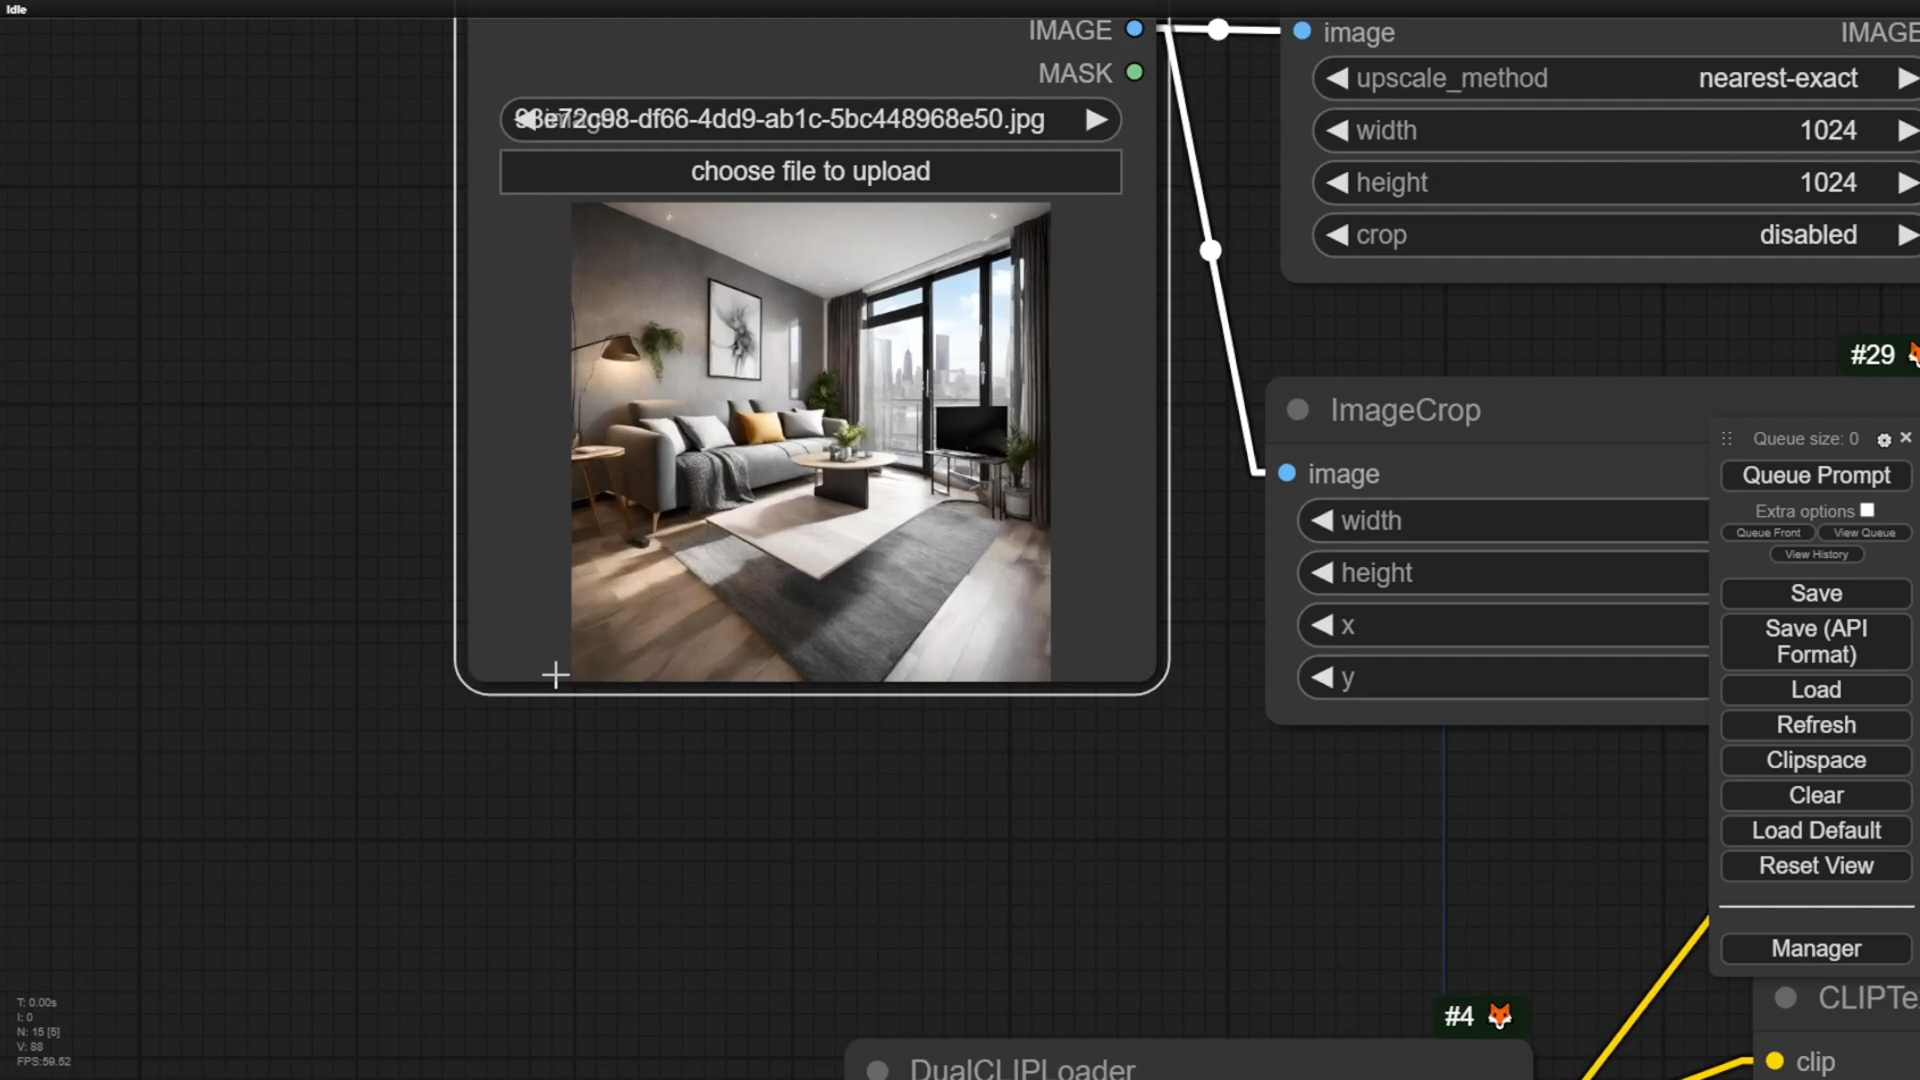 Idle
IMAGE
MASK
98e72c98-df66-4dd9-ab1c-5bc448968e50.jpg
choose file to upload
image
IMAGE
upscale_method nearest-exact
width 1024
height 1024
crop disabled
#29
ImageCrop
image
width
height
x
y
Queue size: 0
Queue Prompt
Extra options
Queue Front View Queue
View History
Save
Save (API
Format)
Load
Refresh
Clipspace
Clear
Load Default
Reset View
Manager
T: 0.00s
I: 0
N: 15 [5]
V: 88
FPS:59.52
#4
DualCLIPLoader
CLIPTe
clip